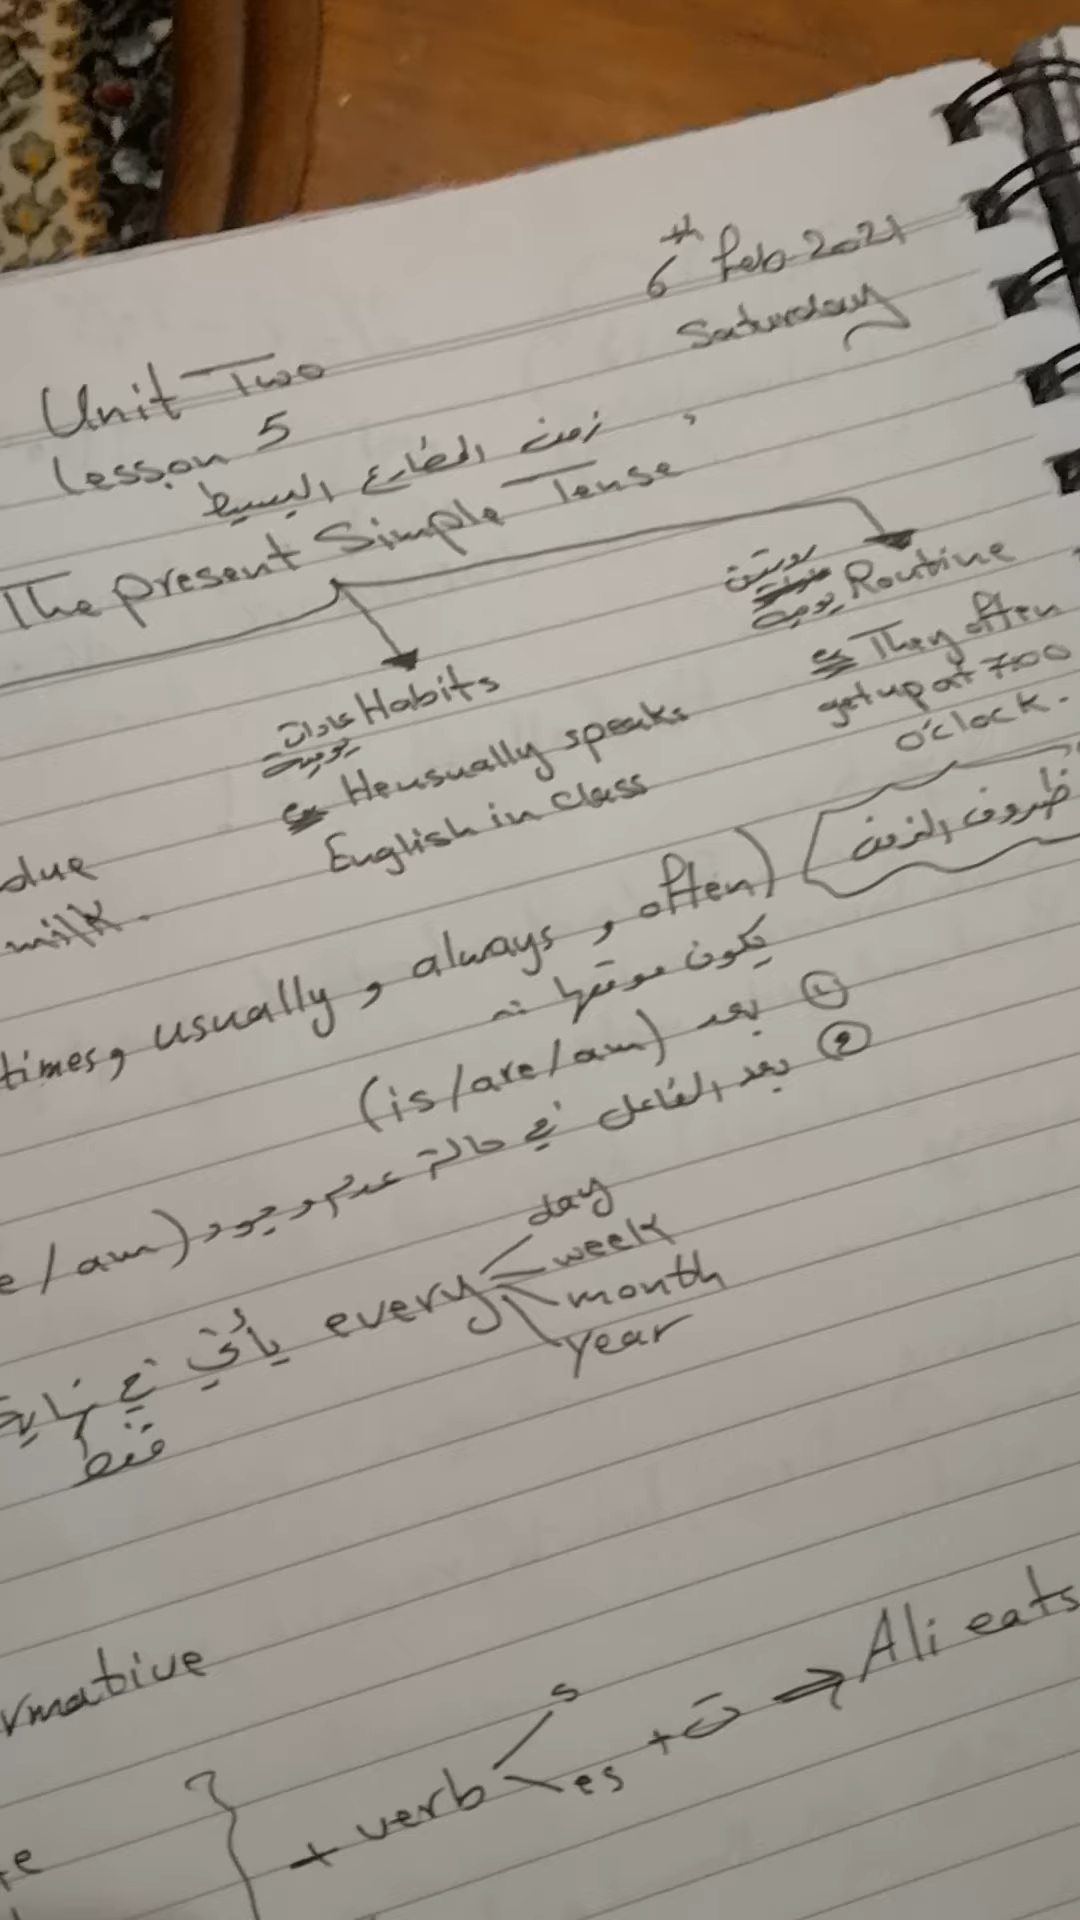 6th Feb 2021
Saturday
Unit Two
Lesson 5
زمن المضارع البسيط
The present Simple Tense
روتين
يومية Routine
ex They often
get up at 7:00
o'clock.
عادات Habits
يومية
ex He usually speaks
English in class
due
milk.
ظروف الزمن
times, usually, always, often)
يكون موقعها :-
① بعد (is/are/am)
② بعد الفاعل في حالة عدم وجود (e / am
every يأتي في نهاية
فقط
day
week
month
year
rmative
s
+ verb es + ت ⇒ Ali eats
e